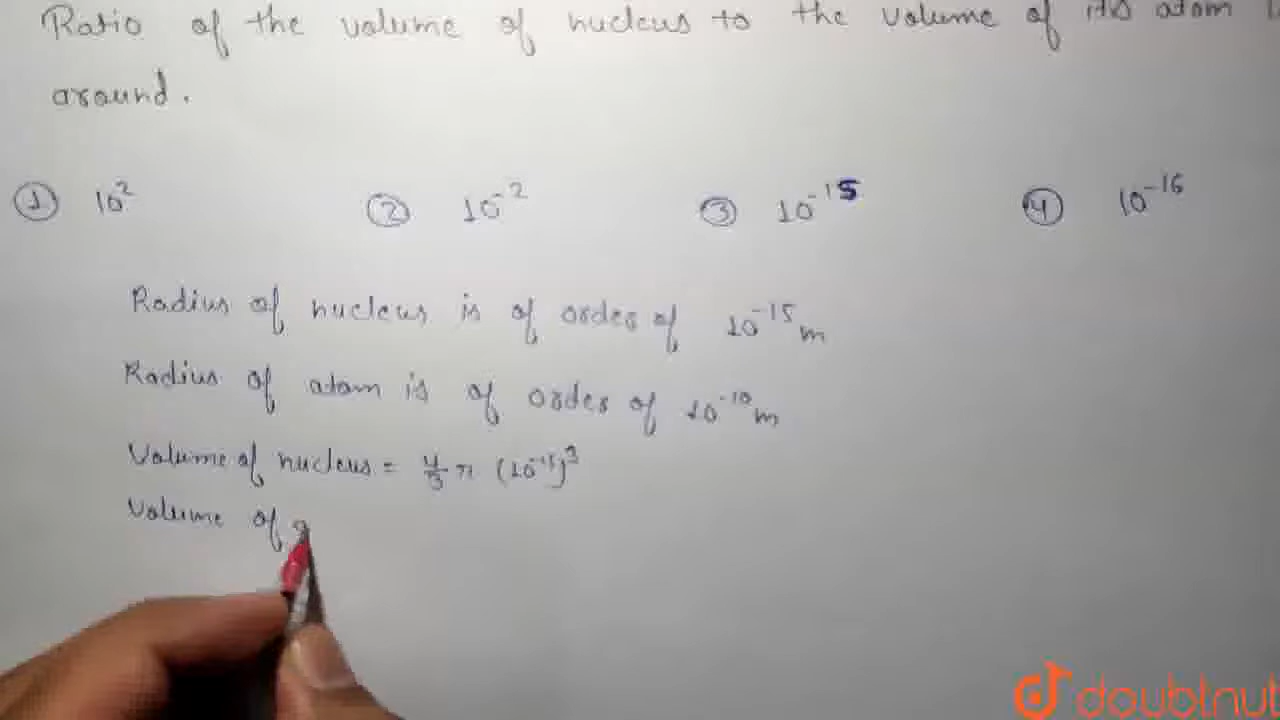 Ratio of the volume of nucleus to the volume of its atom
around.
① 10² ② 10⁻² ③ 10⁻¹⁵ ④ 10⁻¹⁶
Radius of nucleus is of order of 10⁻¹⁵ m
Radius of atom is of order of 10⁻¹⁰ m
Volume of nucleus = 4/3 π (10⁻¹⁵)³
Volume of
doubtnut